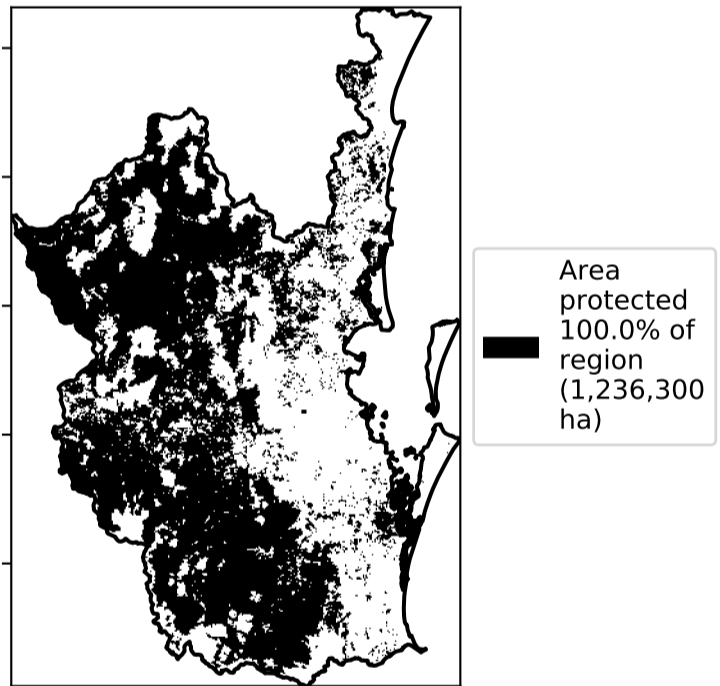 Area
protected
100.0% of
region
(1,236,300
ha)